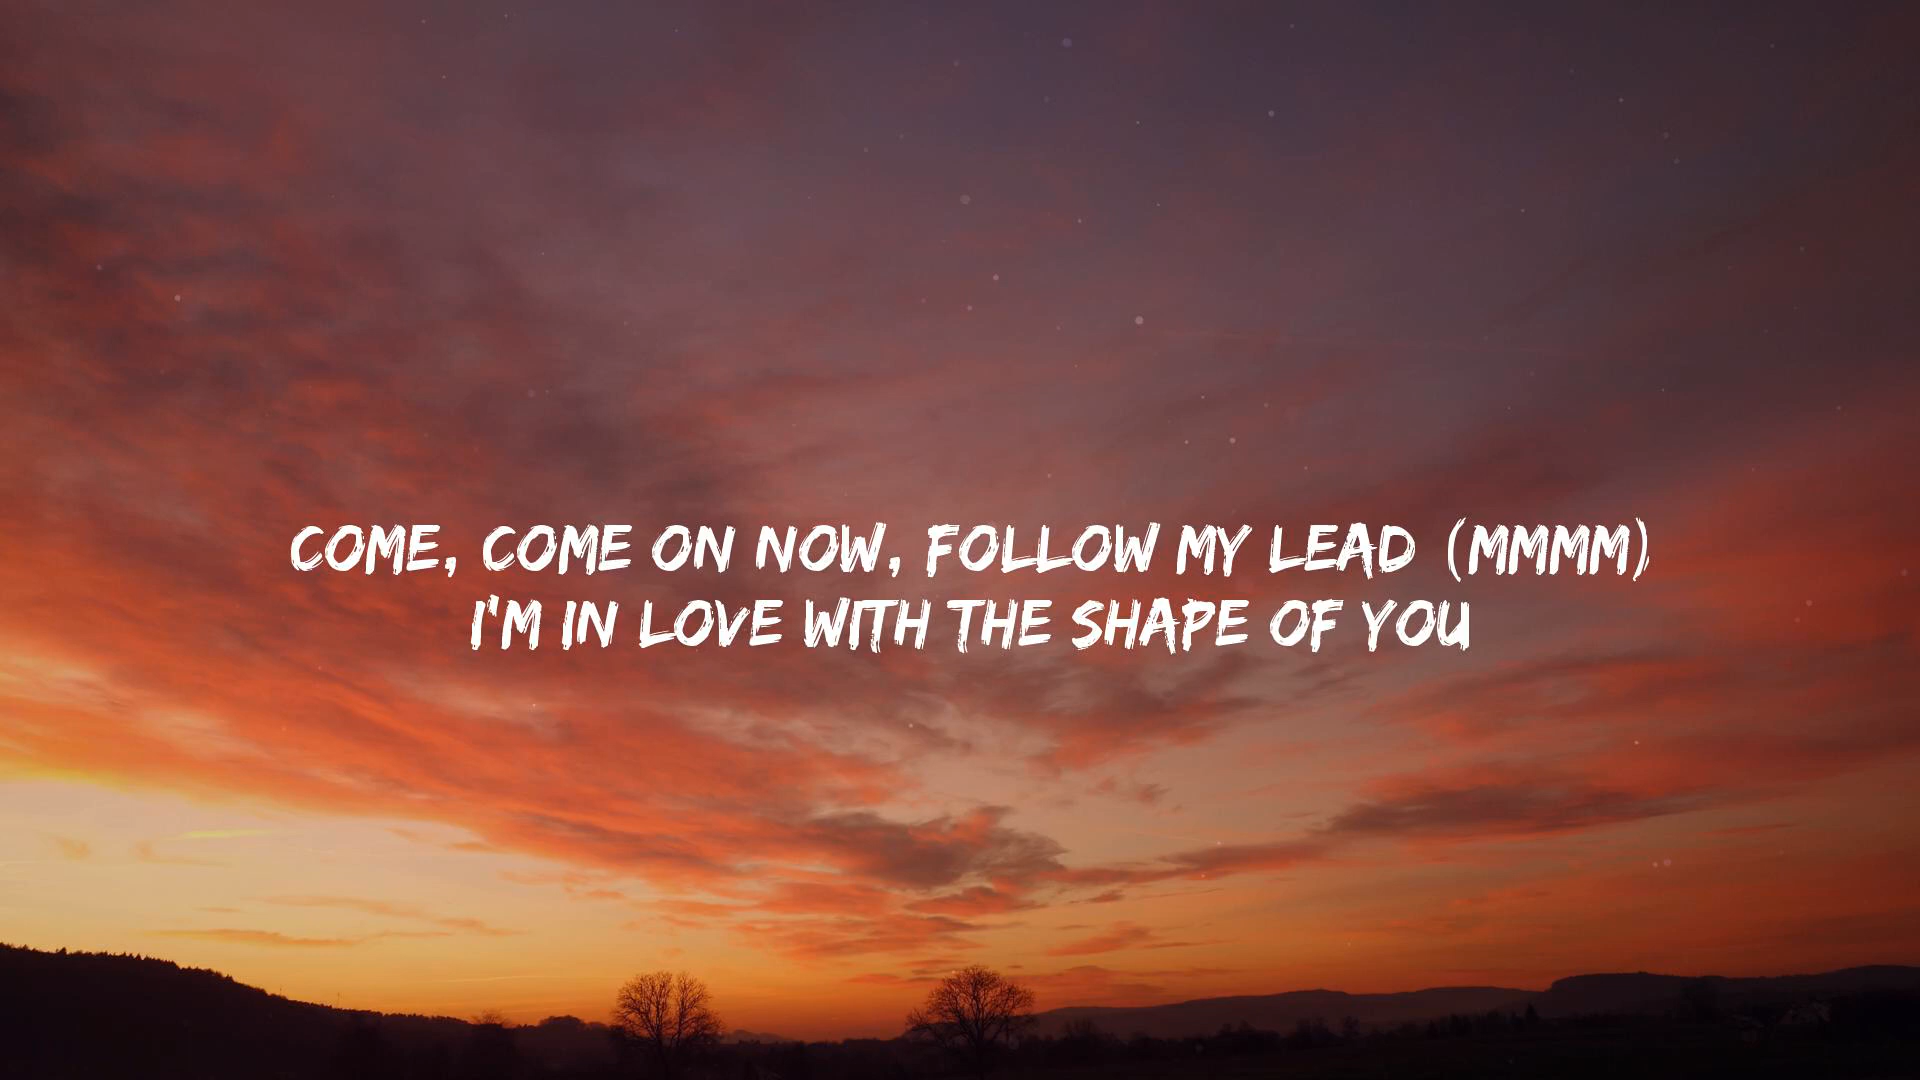 COME, COME ON NOW, FOLLOW MY LEAD (MMMM)
I'M IN LOVE WITH THE SHAPE OF YOU